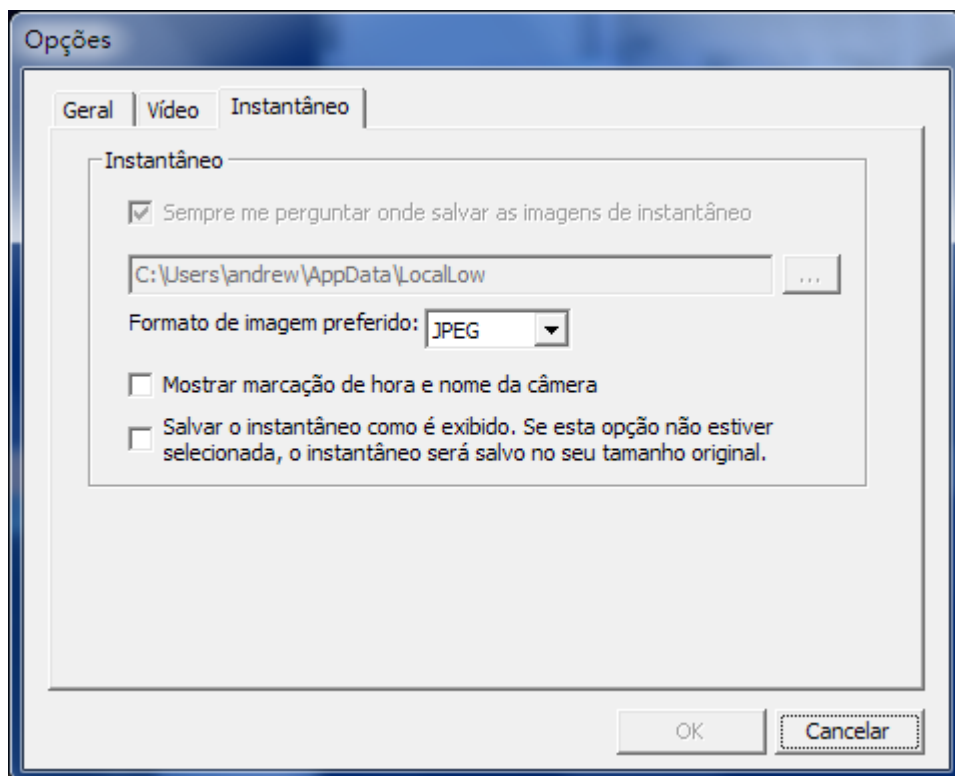 Opções
Geral
Vídeo
Instantâneo
Instantâneo
Sempre me perguntar onde salvar as imagens de instantâneo
C:\Users\andrew\AppData\LocalLow
...
Formato de imagem preferido:
JPEG
Mostrar marcação de hora e nome da câmera
Salvar o instantâneo como é exibido. Se esta opção não estiver
selecionada, o instantâneo será salvo no seu tamanho original.
OK
Cancelar